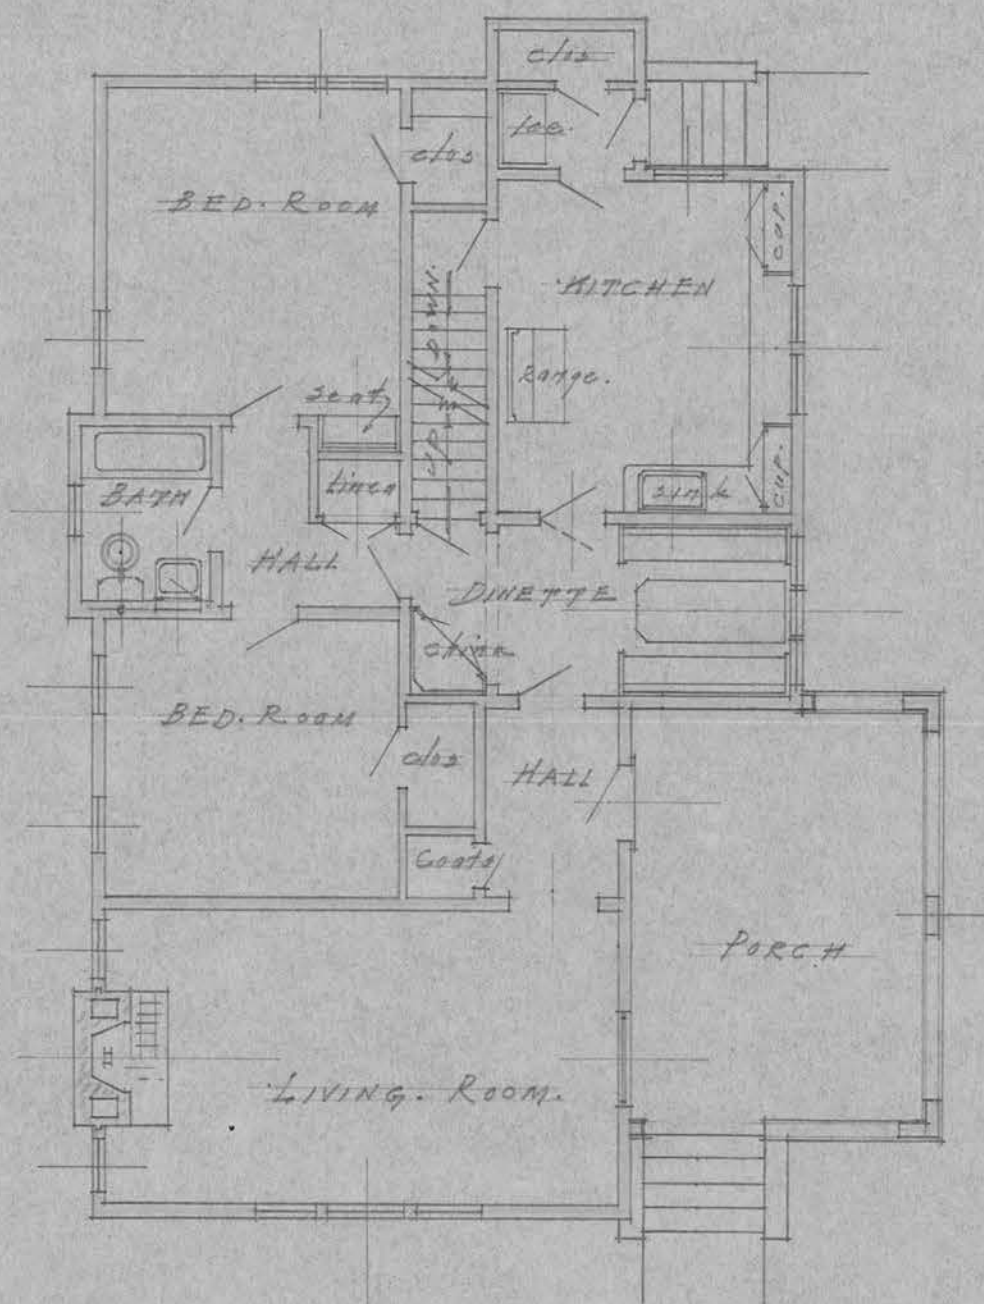 clos
Ice.
clos
BED. ROOM
cup.
KITCHEN
DOWN.
Range.
seat
UP
cup.
Linen
sink
BATH
HALL
DINETTE
china
BED. ROOM
clos
HALL
Coats
PORCH
LIVING. ROOM.